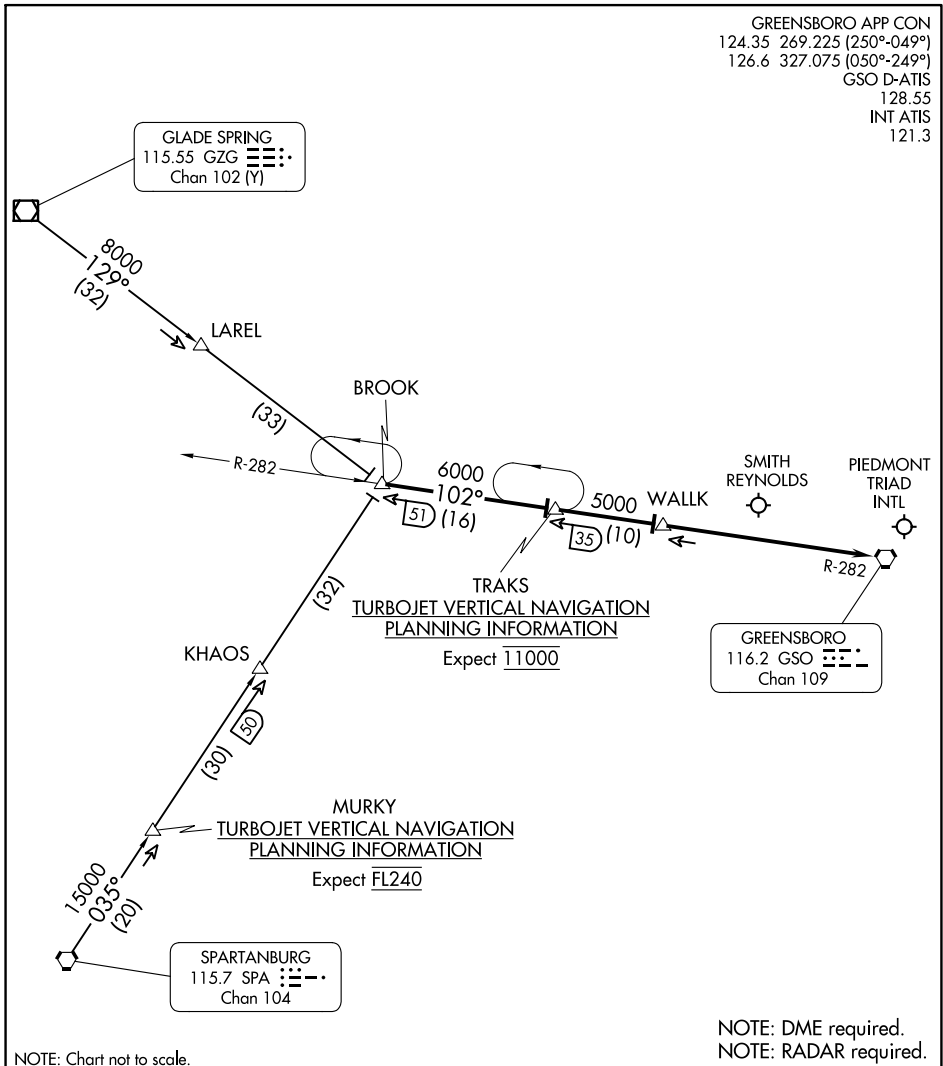 GREENSBORO APP CON
124.35 269.225 (250°-049°)
126.6 327.075 (050°-249°)
GSO D-ATIS
128.55
INT ATIS
121.3
GLADE SPRING
115.55 GZG
Chan 102 (Y)
8000
129°
(32)
LAREL
(33)
BROOK
R-282
6000
102°
(16)
51
5000
(10)
35
WALLK
SMITH
REYNOLDS
PIEDMONT
TRIAD
INTL
R-282
TRAKS
TURBOJET VERTICAL NAVIGATION
PLANNING INFORMATION
Expect 11000
GREENSBORO
116.2 GSO
Chan 109
(32)
KHAOS
50
(30)
MURKY
TURBOJET VERTICAL NAVIGATION
PLANNING INFORMATION
Expect FL240
15000
035°
(20)
SPARTANBURG
115.7 SPA
Chan 104
NOTE: DME required.
NOTE: RADAR required.
NOTE: Chart not to scale.